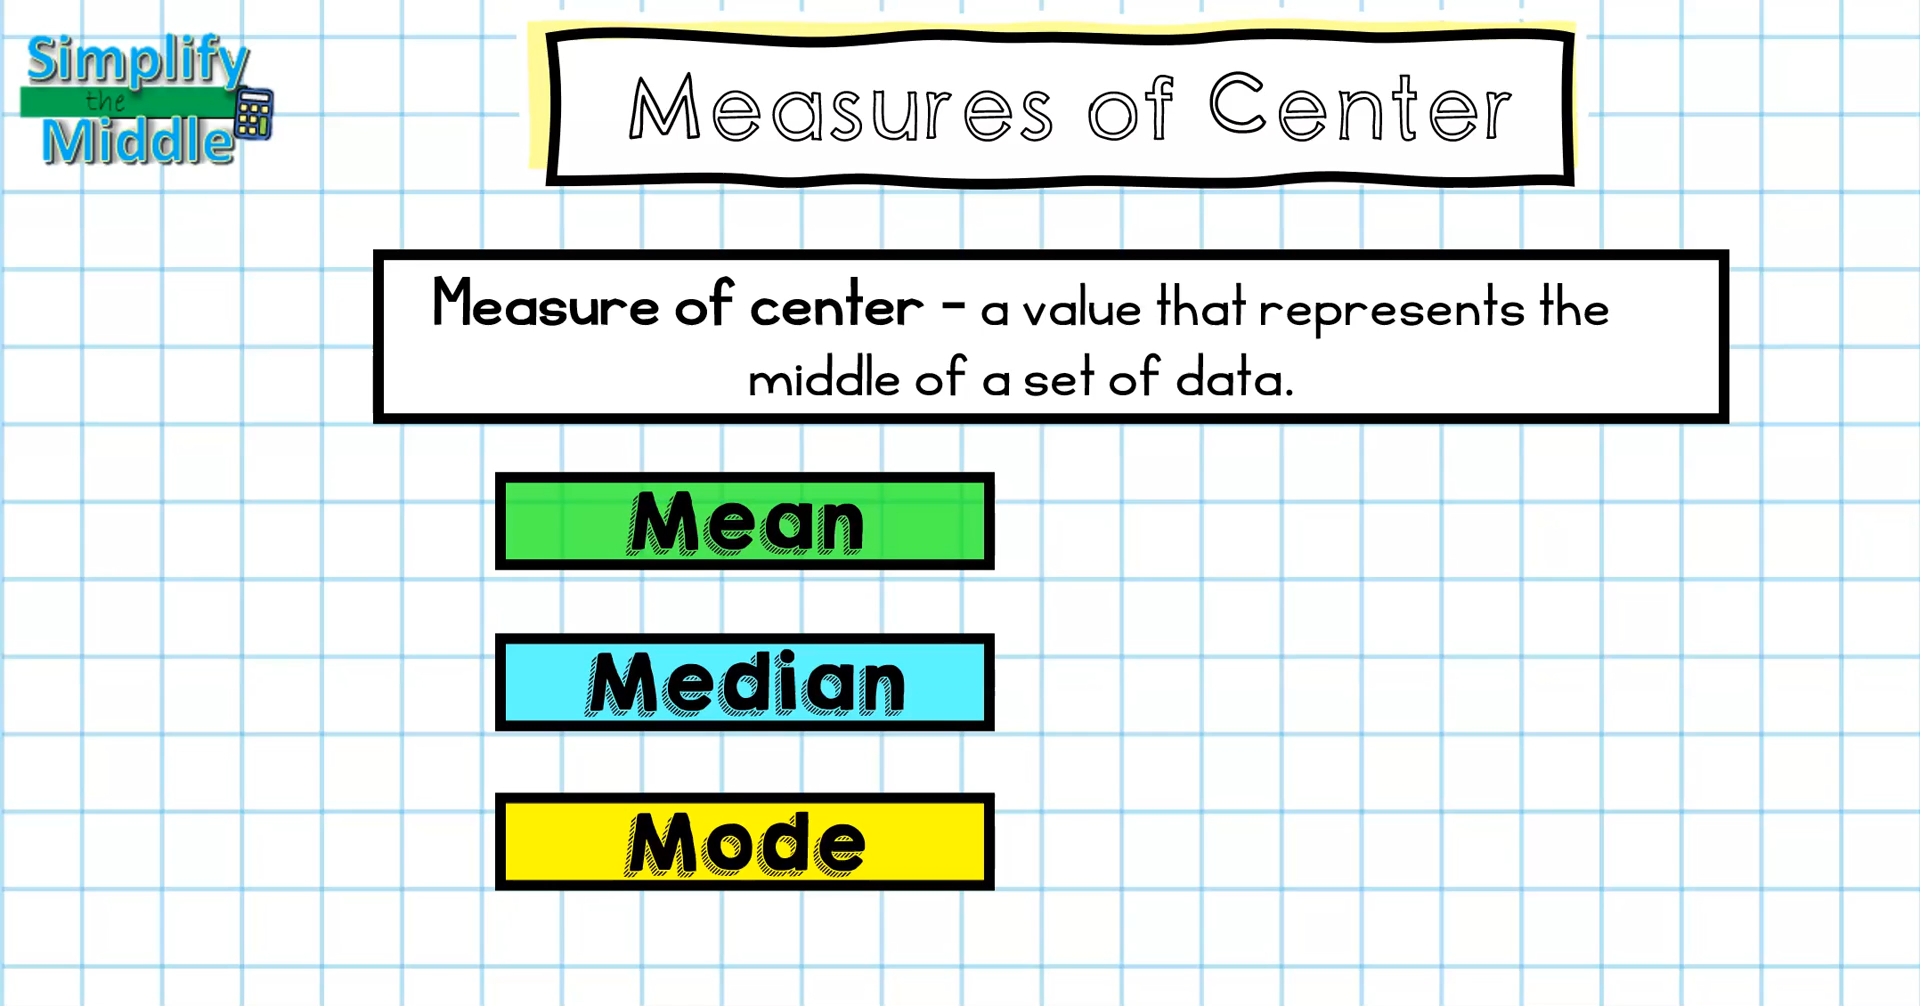 Simplify
the
Middle
Measures of Center
Measure of center - a value that represents the
middle of a set of data.
Mean
Median
Mode